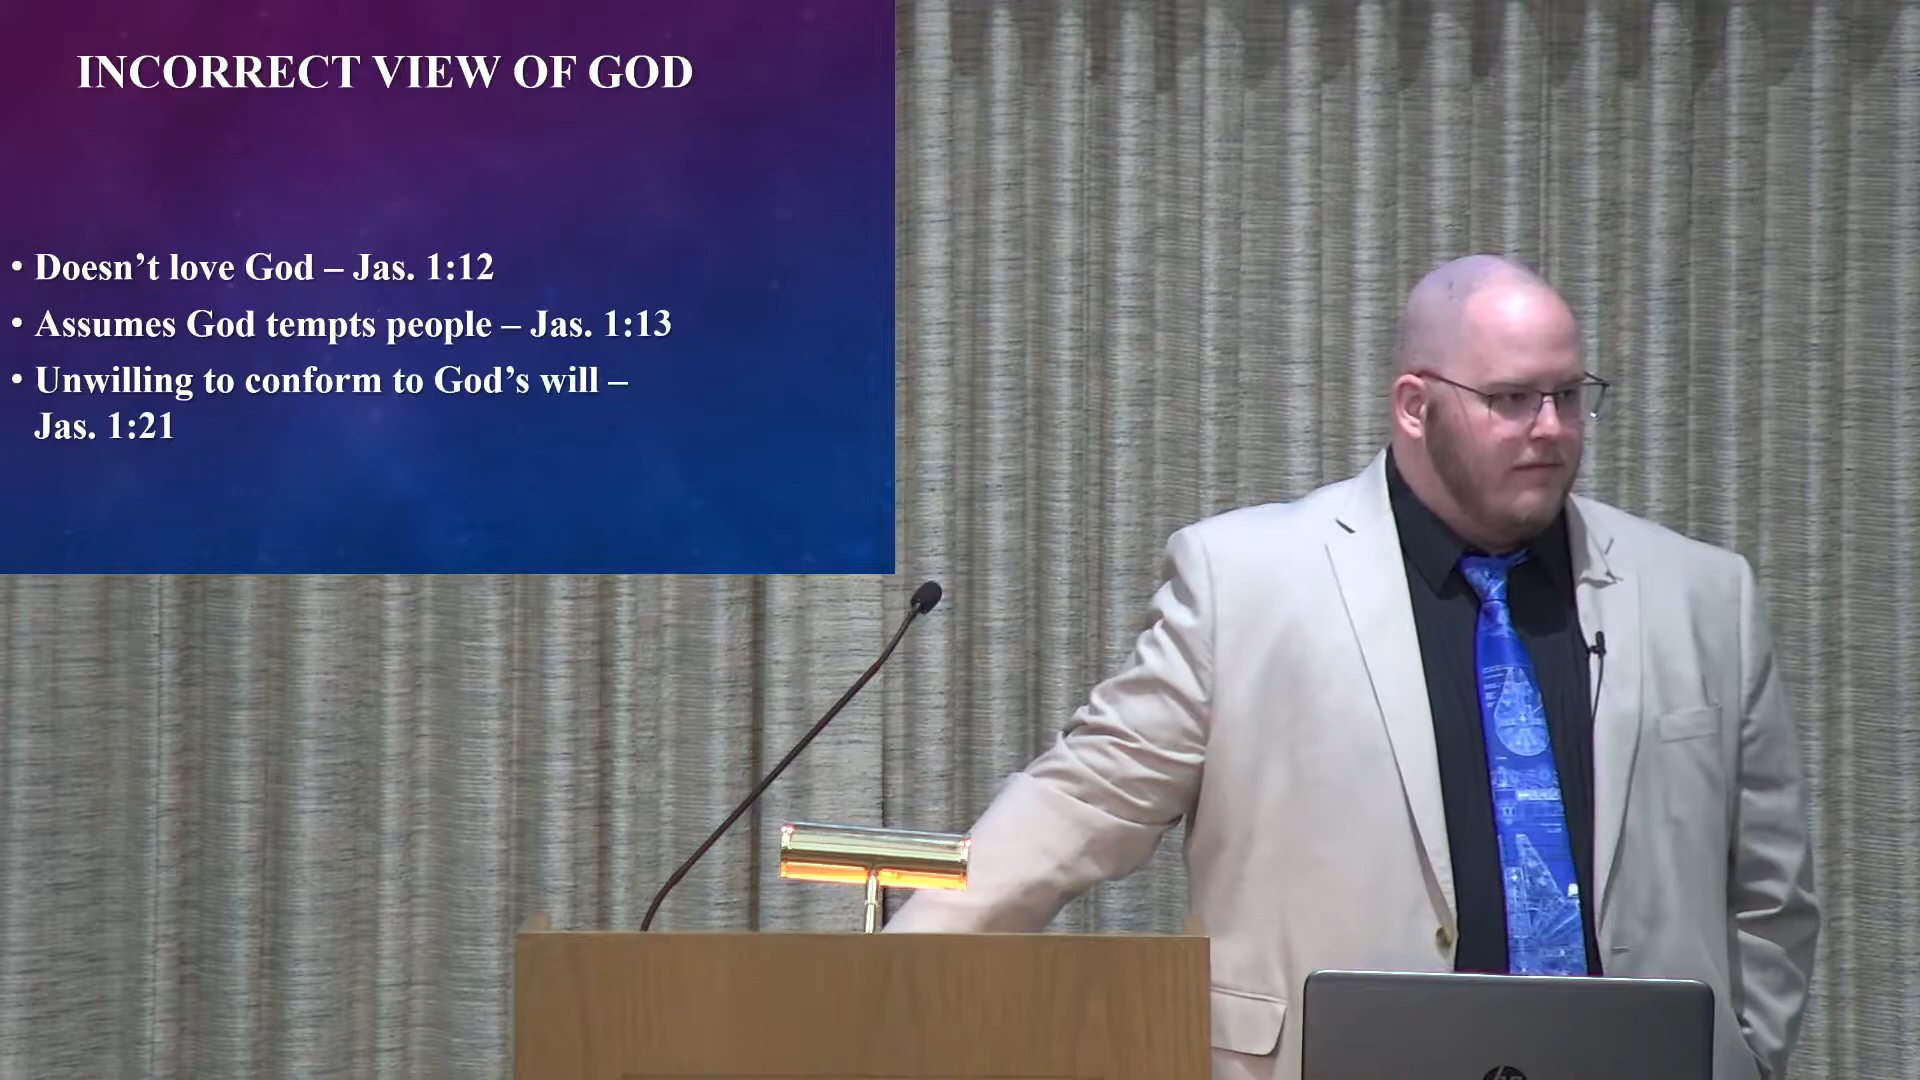 INCORRECT VIEW OF GOD
• Doesn’t love God – Jas. 1:12
• Assumes God tempts people – Jas. 1:13
• Unwilling to conform to God’s will –
Jas. 1:21
hp